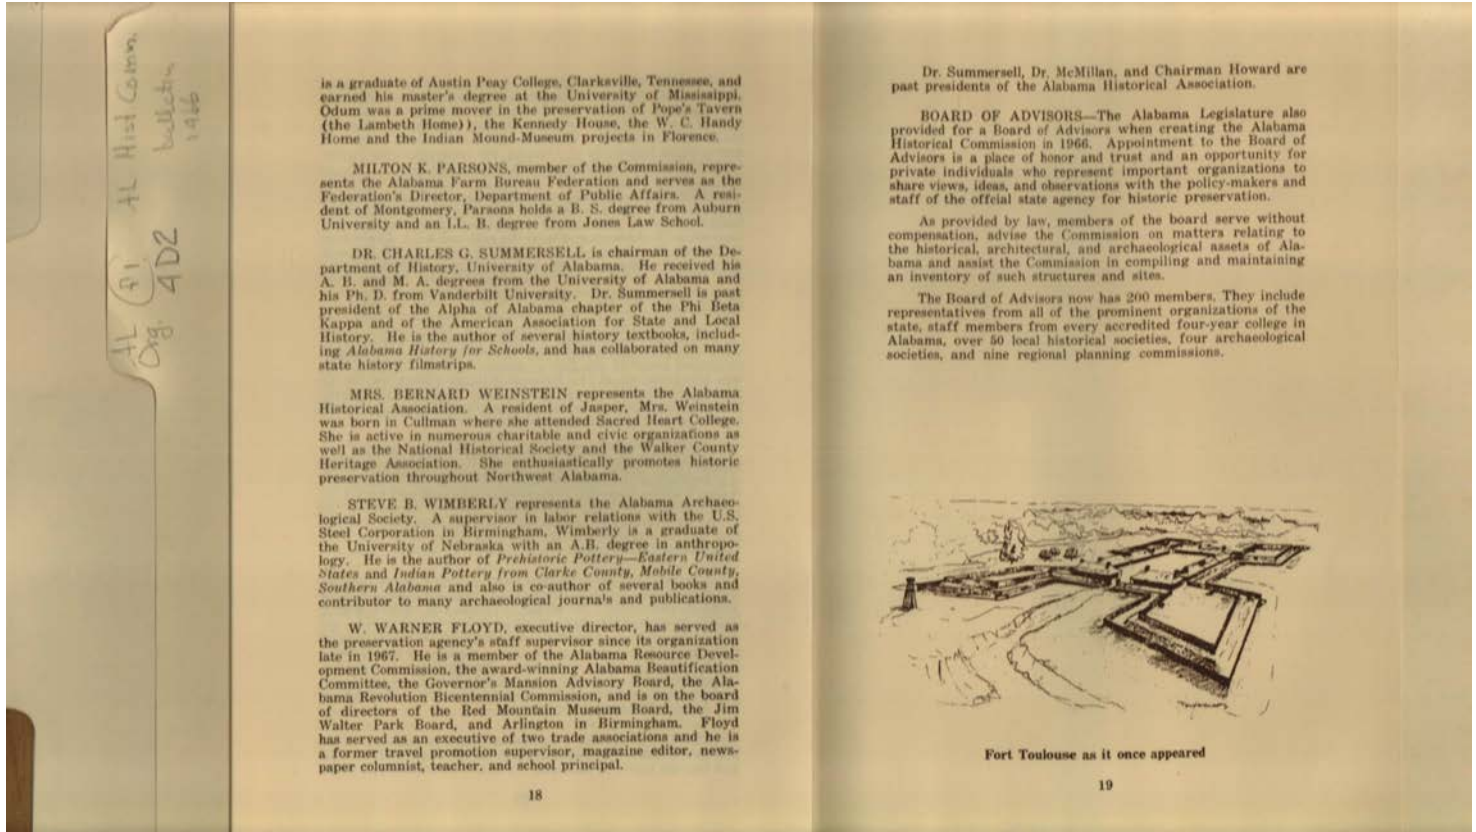 AL Hist Comm.
bulletin
1966
AL
Org.
4D2
is a graduate of Austin Peay College, Clarksville, Tennessee, and
earned his master's degree at the University of Mississippi.
Odum was a prime mover in the preservation of Pope's Tavern
(the Lambeth Home)), the Kennedy House, the W. C. Handy
Home and the Indian Mound-Museum projects in Florence.
MILTON K. PARSONS, member of the Commission, repre-
sents the Alabama Farm Bureau Federation and serves as the
Federation's Director, Department of Public Affairs. A resi-
dent of Montgomery, Parsons holds a B. S. degree from Auburn
University and an LL. B. degree from Jones Law School.
DR. CHARLES G. SUMMERSELL is chairman of the De-
partment of History, University of Alabama. He received his
A. B. and M. A. degrees from the University of Alabama and
his Ph. D. from Vanderbilt University. Dr. Summersell is past
president of the Alpha of Alabama chapter of the Phi Beta
Kappa and of the American Association for State and Local
History. He is the author of several history textbooks, includ-
ing Alabama History for Schools, and has collaborated on many
state history filmstrips.
MRS. BERNARD WEINSTEIN represents the Alabama
Historical Association. A resident of Jasper, Mrs. Weinstein
was born in Cullman where she attended Sacred Heart College.
She is active in numerous charitable and civic organizations as
well as the National Historical Society and the Walker County
Heritage Association. She enthusiastically promotes historic
preservation throughout Northwest Alabama.
STEVE B. WIMBERLY represents the Alabama Archaeo-
logical Society. A supervisor in labor relations with the U.S.
Steel Corporation in Birmingham, Wimberly is a graduate of
the University of Nebraska with an A.B. degree in anthropo-
logy. He is the author of Prehistoric Pottery—Eastern United
States and Indian Pottery from Clarke County, Mobile County,
Southern Alabama and also is co-author of several books and
contributor to many archaeological journals and publications.
W. WARNER FLOYD, executive director, has served as
the preservation agency's staff supervisor since its organization
late in 1967. He is a member of the Alabama Resource Devel-
opment Commission, the award-winning Alabama Beautification
Committee, the Governor's Mansion Advisory Board, the Ala-
bama Revolution Bicentennial Commission, and is on the board
of directors of the Red Mountain Museum Board, the Jim
Walter Park Board, and Arlington in Birmingham. Floyd
has served as an executive of two trade associations and he is
a former travel promotion supervisor, magazine editor, news-
paper columnist, teacher, and school principal.
18
Dr. Summersell, Dr. McMillan, and Chairman Howard are
past presidents of the Alabama Historical Association.
BOARD OF ADVISORS—The Alabama Legislature also
provided for a Board of Advisors when creating the Alabama
Historical Commission in 1966. Appointment to the Board of
Advisors is a place of honor and trust and an opportunity for
private individuals who represent important organizations to
share views, ideas, and observations with the policy-makers and
staff of the offcial state agency for historic preservation.
As provided by law, members of the board serve without
compensation, advise the Commission on matters relating to
the historical, architectural, and archaeological assets of Ala-
bama and assist the Commission in compiling and maintaining
an inventory of such structures and sites.
The Board of Advisors now has 200 members. They include
representatives from all of the prominent organizations of the
state, staff members from every accredited four-year college in
Alabama, over 50 local historical societies, four archaeological
societies, and nine regional planning commissions.
Fort Toulouse as it once appeared
19